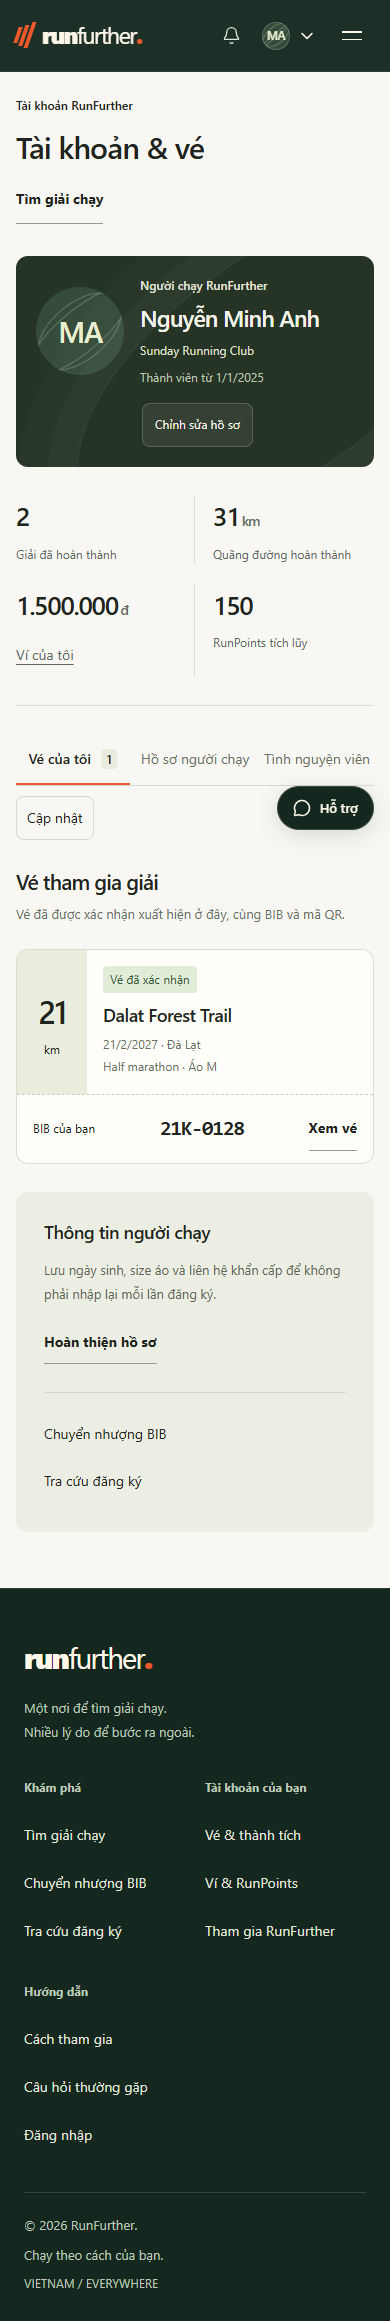 runfurther.
MA
Tài khoản RunFurther
Tài khoản & vé
Tìm giải chạy
MA
Người chạy RunFurther
Nguyễn Minh Anh
Sunday Running Club
Thành viên từ 1/1/2025
Chỉnh sửa hồ sơ
2
Giải đã hoàn thành
31 km
Quãng đường hoàn thành
1.500.000 đ
Ví của tôi
150
RunPoints tích lũy
Vé của tôi 1
Hồ sơ người chạy
Tình nguyện viên
Cập nhật
Hỗ trợ
Vé tham gia giải
Vé đã được xác nhận xuất hiện ở đây, cùng BIB và mã QR.
21
km
Vé đã xác nhận
Dalat Forest Trail
21/2/2027 · Đà Lạt
Half marathon · Áo M
BIB của bạn
21K-0128
Xem vé
Thông tin người chạy
Lưu ngày sinh, size áo và liên hệ khẩn cấp để không
phải nhập lại mỗi lần đăng ký.
Hoàn thiện hồ sơ
Chuyển nhượng BIB
Tra cứu đăng ký
runfurther.
Một nơi để tìm giải chạy.
Nhiều lý do để bước ra ngoài.
Khám phá
Tìm giải chạy
Chuyển nhượng BIB
Tra cứu đăng ký
Tài khoản của bạn
Vé & thành tích
Ví & RunPoints
Tham gia RunFurther
Hướng dẫn
Cách tham gia
Câu hỏi thường gặp
Đăng nhập
© 2026 RunFurther.
Chạy theo cách của bạn.
VIETNAM / EVERYWHERE